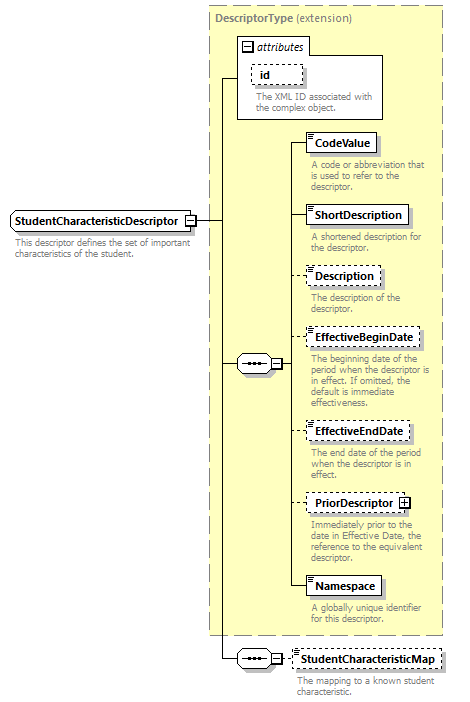 DescriptorType (extension)
attributes
id
The XML ID associated with
the complex object.
CodeValue
A code or abbreviation that
is used to refer to the
descriptor.
ShortDescription
A shortened description for
the descriptor.
StudentCharacteristicDescriptor
This descriptor defines the set of important
characteristics of the student.
Description
The description of the
descriptor.
EffectiveBeginDate
The beginning date of the
period when the descriptor is
in effect. If omitted, the
default is immediate
effectiveness.
EffectiveEndDate
The end date of the period
when the descriptor is in
effect.
PriorDescriptor
Immediately prior to the
date in Effective Date, the
reference to the equivalent
descriptor.
Namespace
A globally unique identifier
for this descriptor.
StudentCharacteristicMap
The mapping to a known student
characteristic.